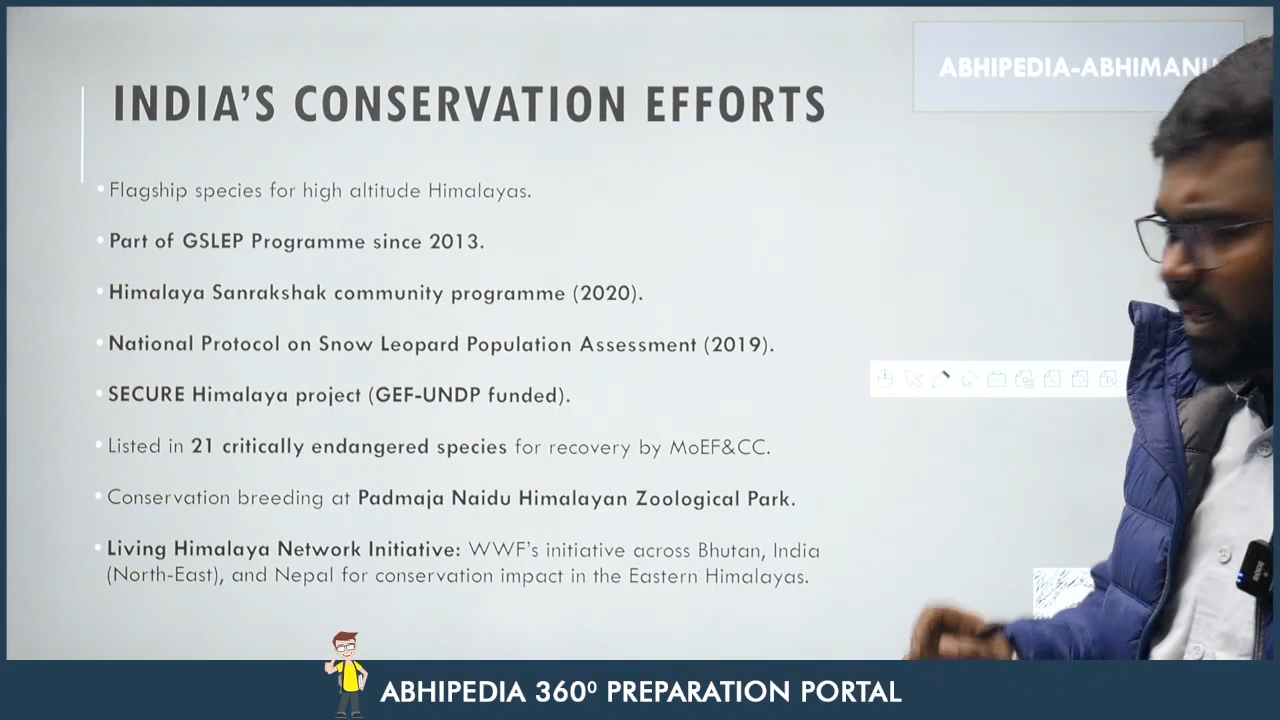 ABHIPEDIA-ABHIMANU
INDIA'S CONSERVATION EFFORTS
• Flagship species for high altitude Himalayas.
• Part of GSLEP Programme since 2013.
• Himalaya Sanrakshak community programme (2020).
• National Protocol on Snow Leopard Population Assessment (2019).
• SECURE Himalaya project (GEF-UNDP funded).
• Listed in 21 critically endangered species for recovery by MoEF&CC.
• Conservation breeding at Padmaja Naidu Himalayan Zoological Park.
• Living Himalaya Network Initiative: WWF's initiative across Bhutan, India
(North-East), and Nepal for conservation impact in the Eastern Himalayas.
ABHIPEDIA 360⁰ PREPARATION PORTAL